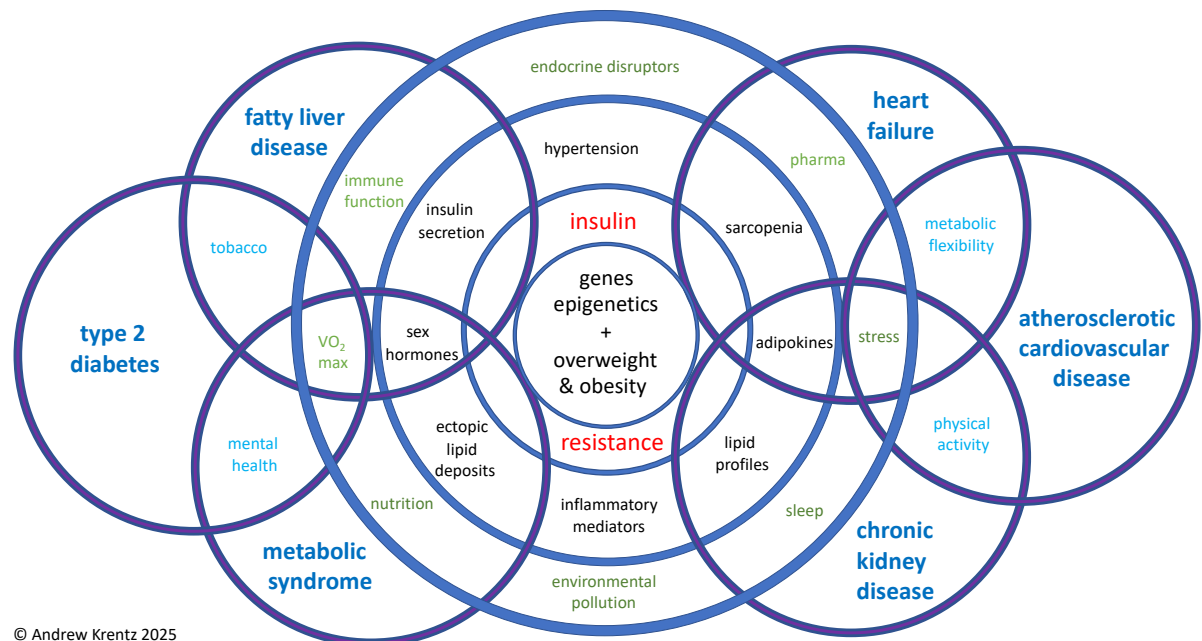 endocrine disruptors
fatty liver
disease
heart
failure
hypertension
pharma
immune
function
insulin
secretion
insulin
sarcopenia
metabolic
flexibility
tobacco
genes
epigenetics
+
overweight
& obesity
type 2
diabetes
VO₂
max
sex
hormones
adipokines
stress
atherosclerotic
cardiovascular
disease
mental
health
ectopic
lipid
deposits
resistance
lipid
profiles
physical
activity
nutrition
inflammatory
mediators
sleep
metabolic
syndrome
environmental
pollution
chronic
kidney
disease
© Andrew Krentz 2025